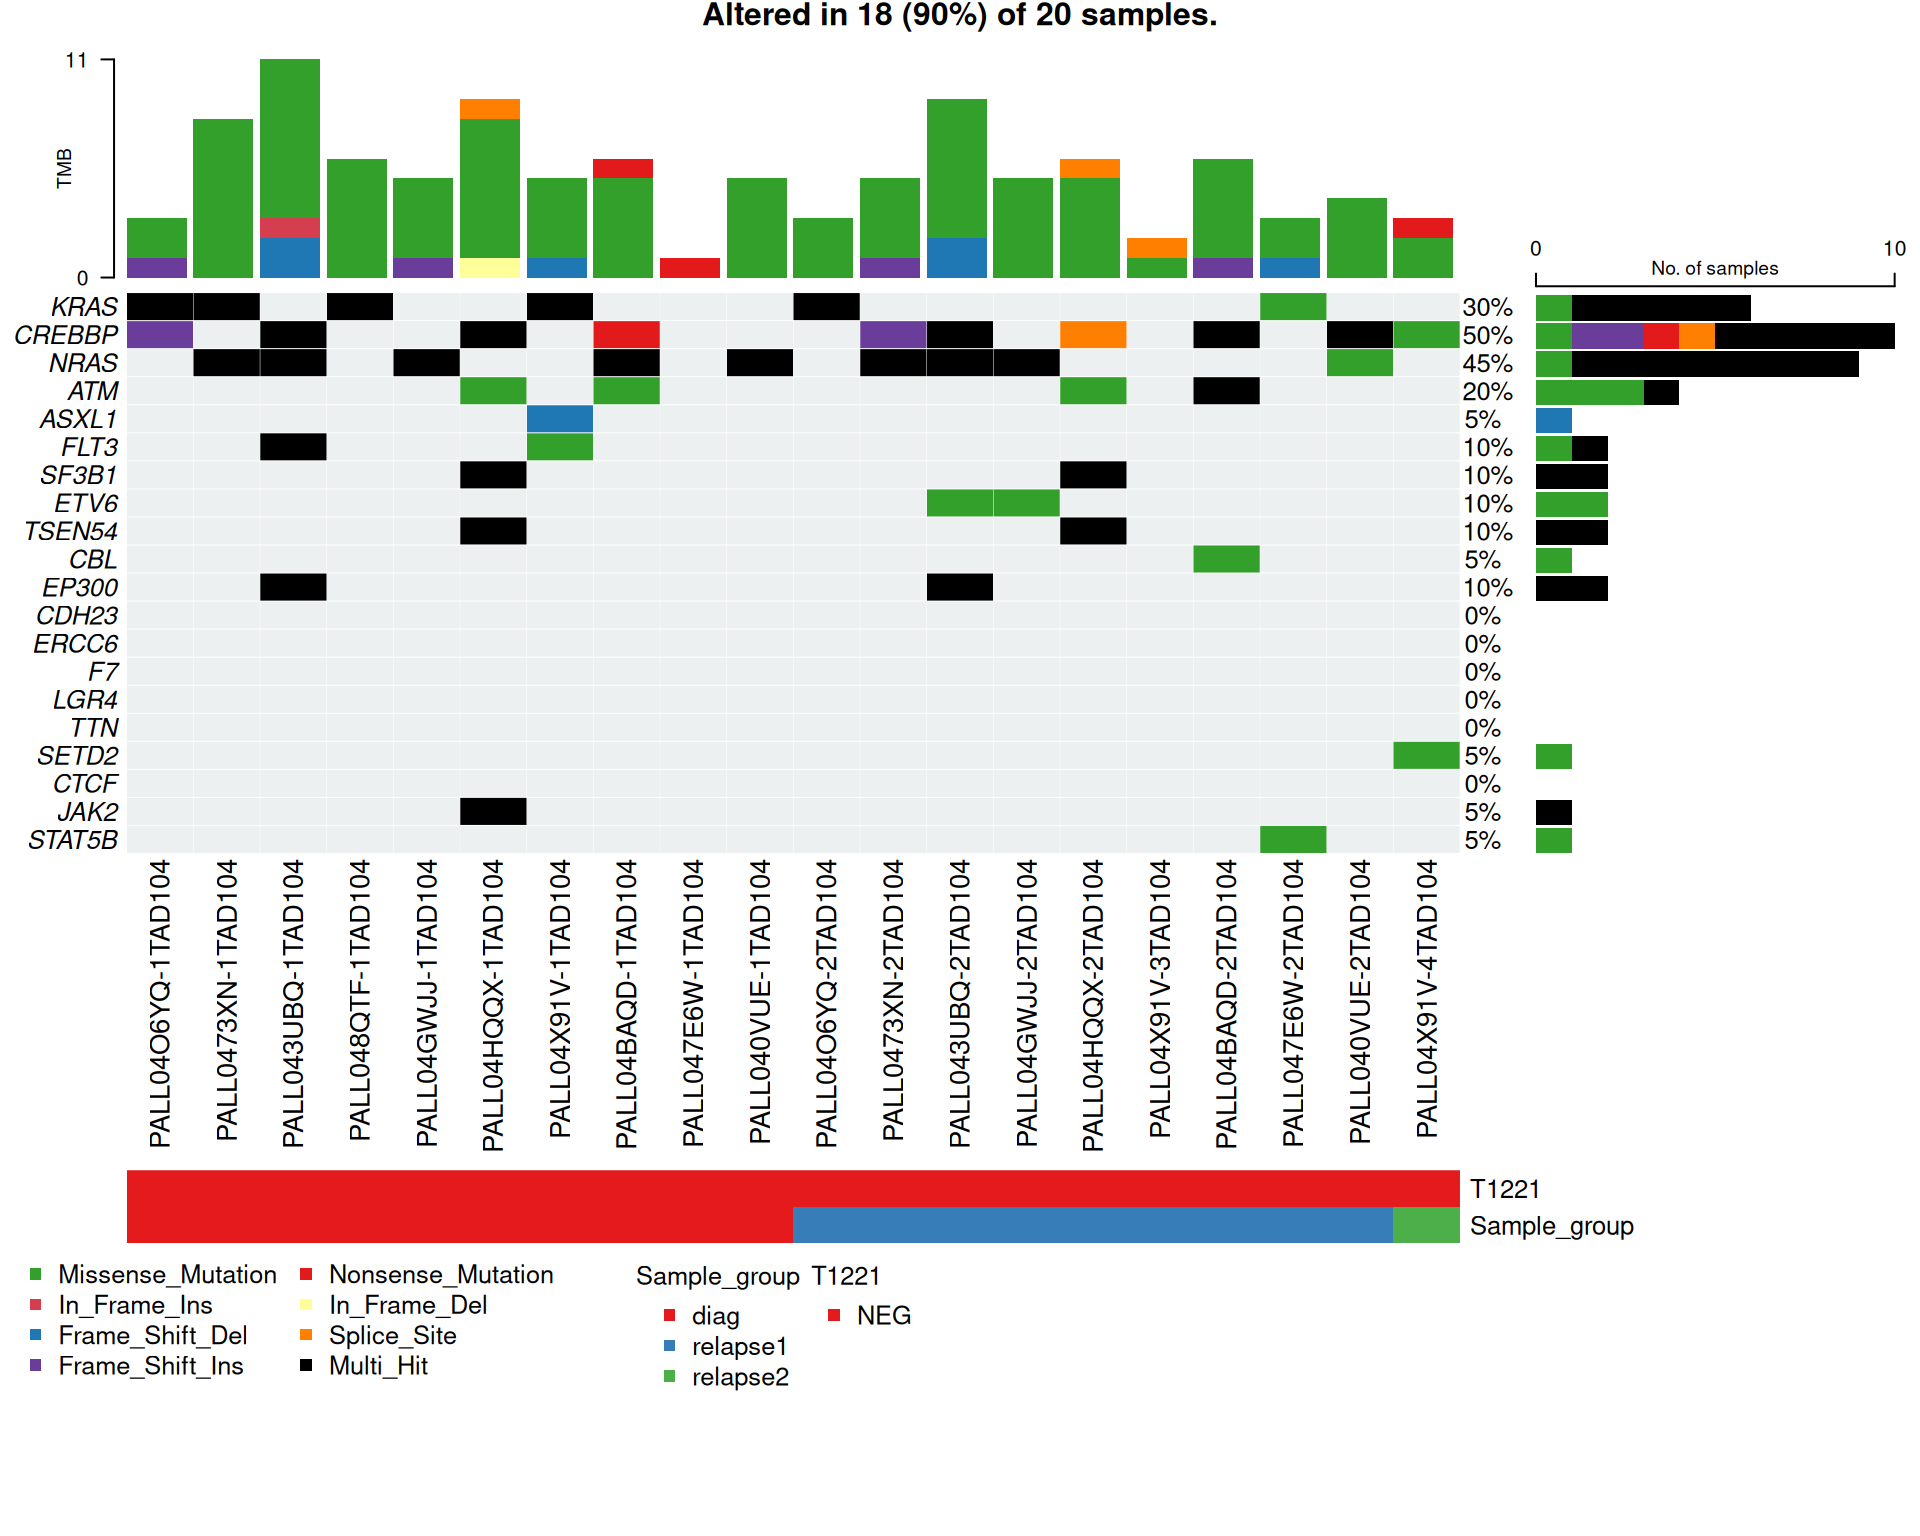 Altered in 18 (90%) of 20 samples.
11
TMB
0
0 10
No. of samples
KRAS 30%
CREBBP 50%
NRAS 45%
ATM 20%
ASXL1 5%
FLT3 10%
SF3B1 10%
ETV6 10%
TSEN54 10%
CBL 5%
EP300 10%
CDH23 0%
ERCC6 0%
F7 0%
LGR4 0%
TTN 0%
SETD2 5%
CTCF 0%
JAK2 5%
STAT5B 5%
PALL04O6YQ-1TAD104
PALL0473XN-1TAD104
PALL043UBQ-1TAD104
PALL048QTF-1TAD104
PALL04GWJJ-1TAD104
PALL04HQQX-1TAD104
PALL04X91V-1TAD104
PALL04BAQD-1TAD104
PALL047E6W-1TAD104
PALL040VUE-1TAD104
PALL04O6YQ-2TAD104
PALL0473XN-2TAD104
PALL043UBQ-2TAD104
PALL04GWJJ-2TAD104
PALL04HQQX-2TAD104
PALL04X91V-3TAD104
PALL04BAQD-2TAD104
PALL047E6W-2TAD104
PALL040VUE-2TAD104
PALL04X91V-4TAD104
T1221
Sample_group
Missense_Mutation
In_Frame_Ins
Frame_Shift_Del
Frame_Shift_Ins
Nonsense_Mutation
In_Frame_Del
Splice_Site
Multi_Hit
Sample_group
diag
relapse1
relapse2
T1221
NEG